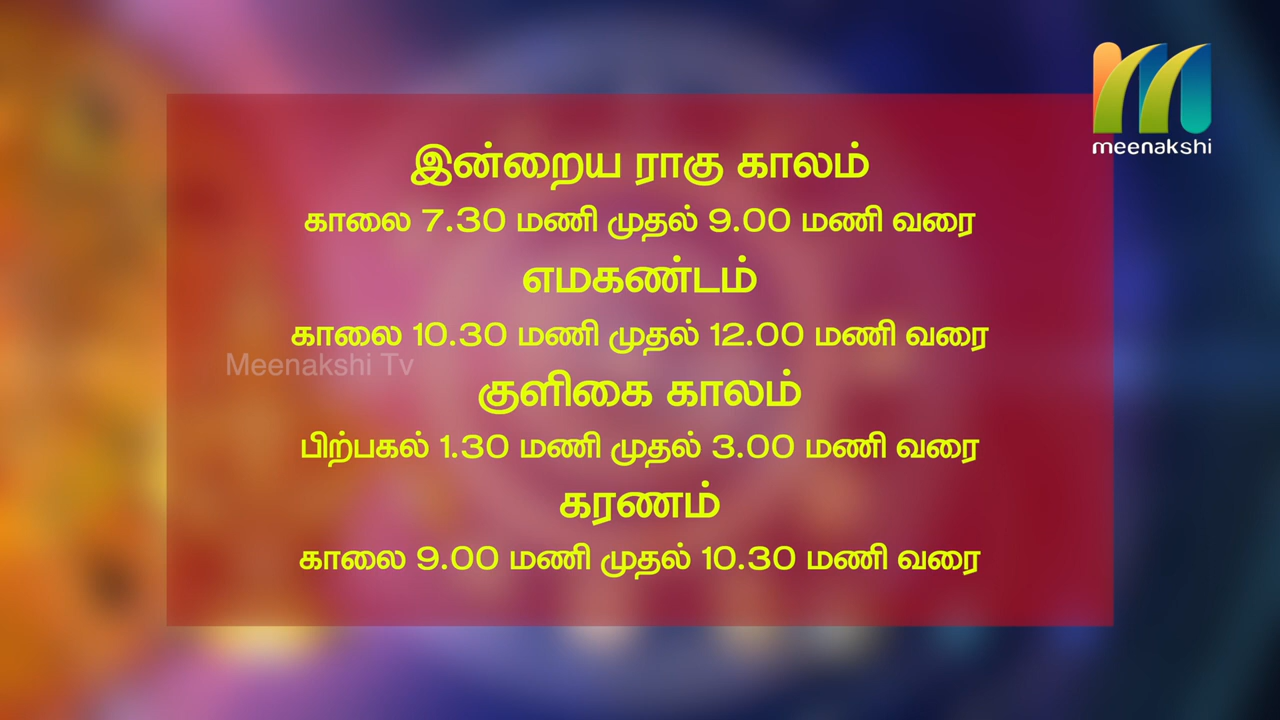 meenakshi
இன்றைய ராகு காலம்
காலை 7.30 மணி முதல் 9.00 மணி வரை
எமகண்டம்
காலை 10.30 மணி முதல் 12.00 மணி வரை
Meenakshi Tv
குளிகை காலம்
பிற்பகல் 1.30 மணி முதல் 3.00 மணி வரை
கரணம்
காலை 9.00 மணி முதல் 10.30 மணி வரை